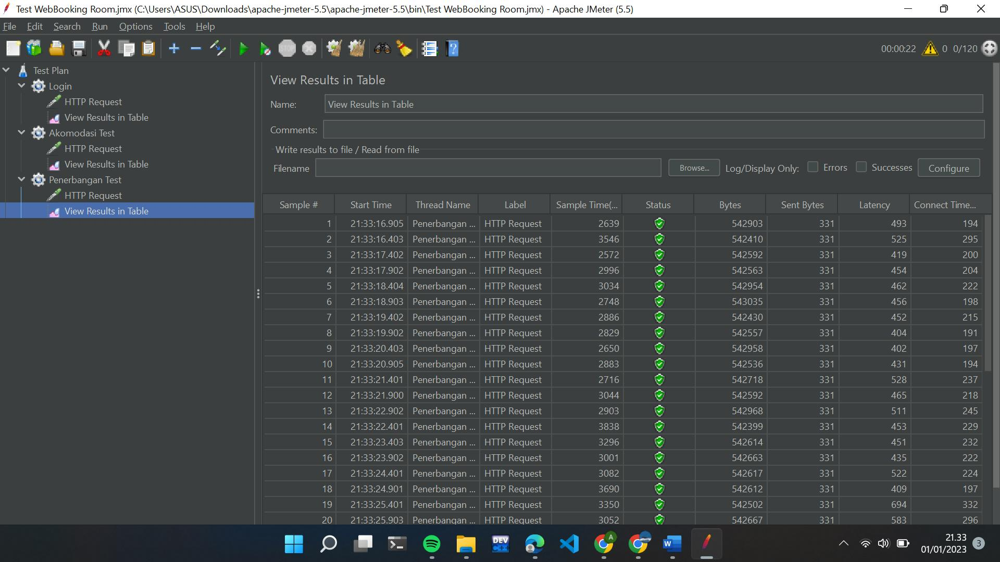 Test WebBooking Room.jmx (C:\Users\ASUS\Downloads\apache-jmeter-5.5\apache-jmeter-5.5\bin\Test WebBooking Room.jmx) - Apache JMeter (5.5)
File Edit Search Run Options Tools Help
STOP
00:00:22 0 0/120
Test Plan
Login
HTTP Request
View Results in Table
Akomodasi Test
HTTP Request
View Results in Table
Penerbangan Test
HTTP Request
View Results in Table
View Results in Table
Name: View Results in Table
Comments:
Write results to file / Read from file
Filename Browse... Log/Display Only: Errors Successes Configure
Sample # Start Time Thread Name Label Sample Time(... Status Bytes Sent Bytes Latency Connect Time...
1 21:33:16.905 Penerbangan ... HTTP Request 2639 542903 331 493 194
2 21:33:16.403 Penerbangan ... HTTP Request 3546 542410 331 525 295
3 21:33:17.402 Penerbangan ... HTTP Request 2572 542592 331 419 200
4 21:33:17.902 Penerbangan ... HTTP Request 2996 542563 331 454 204
5 21:33:18.404 Penerbangan ... HTTP Request 3034 542954 331 462 222
6 21:33:18.903 Penerbangan ... HTTP Request 2748 543035 331 456 198
7 21:33:19.402 Penerbangan ... HTTP Request 2886 542430 331 452 215
8 21:33:19.902 Penerbangan ... HTTP Request 2829 542557 331 404 191
9 21:33:20.403 Penerbangan ... HTTP Request 2650 542958 331 402 197
10 21:33:20.905 Penerbangan ... HTTP Request 2883 542536 331 431 194
11 21:33:21.401 Penerbangan ... HTTP Request 2716 542718 331 528 237
12 21:33:21.900 Penerbangan ... HTTP Request 3044 542592 331 465 218
13 21:33:22.902 Penerbangan ... HTTP Request 2903 542968 331 511 245
14 21:33:22.401 Penerbangan ... HTTP Request 3838 542399 331 453 229
15 21:33:23.403 Penerbangan ... HTTP Request 3296 542614 331 451 232
16 21:33:23.902 Penerbangan ... HTTP Request 3001 542663 331 435 222
17 21:33:24.401 Penerbangan ... HTTP Request 3082 542617 331 522 224
18 21:33:24.901 Penerbangan ... HTTP Request 3690 542612 331 409 197
19 21:33:25.401 Penerbangan ... HTTP Request 3350 542502 331 694 332
20 21:33:25.903 Penerbangan ... HTTP Request 3052 542667 331 583 296
DEV
C++
A
W
21.33
01/01/2023
3